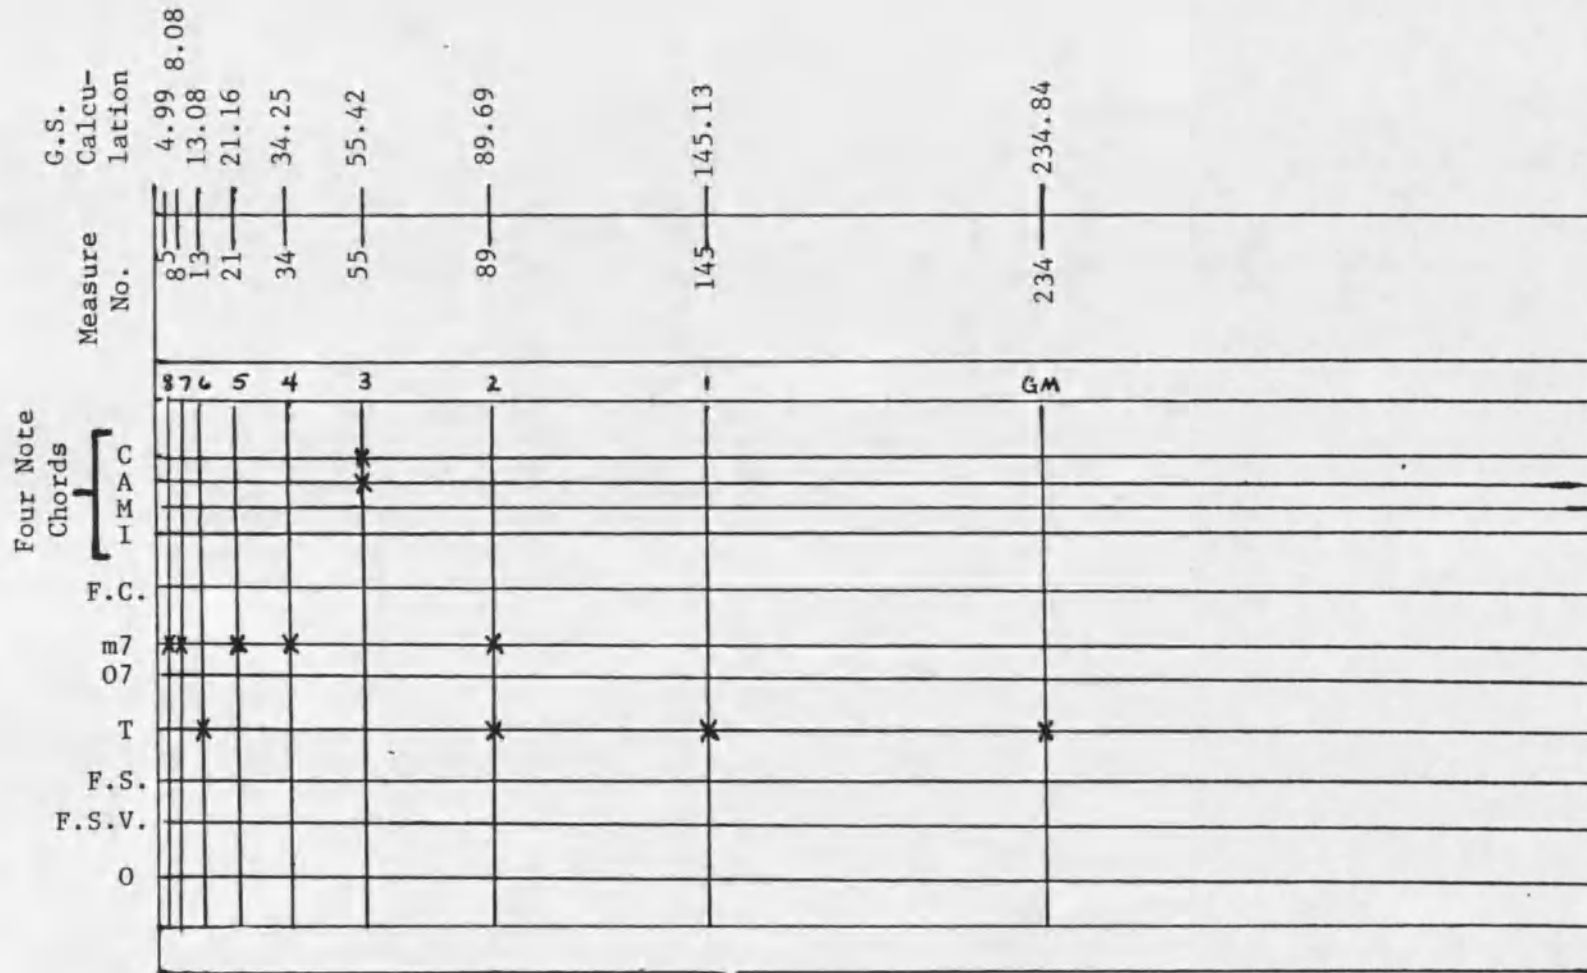 G.S.
Calcu-
lation
4.99
8.08
13.08
21.16
34.25
55.42
89.69
145.13
234.84
Measure
No.
5
8
13
21
34
55
89
145
234
8 7 6 5 4 3 2 1 GM
Four Note
Chords
C
A
M
I
F.C.
m7
O7
T
F.S.
F.S.V.
O